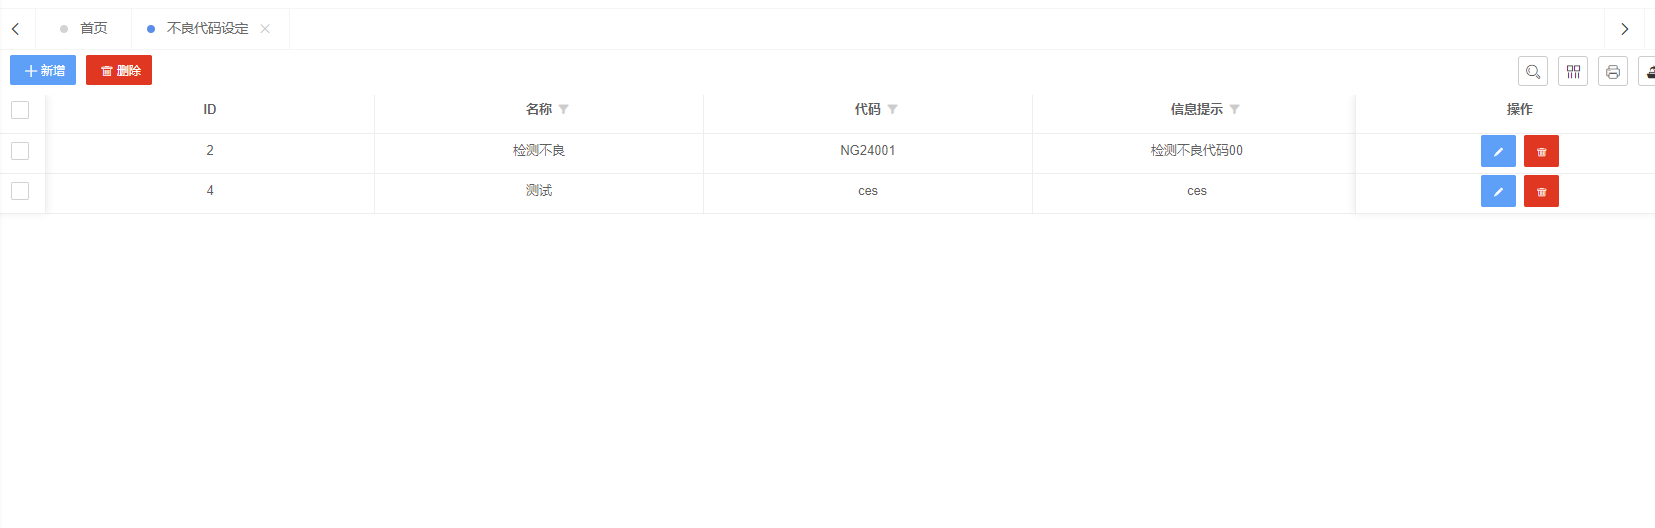 首页 不良代码设定
新增 删除
ID 名称 代码 信息提示 操作
2 检测不良 NG24001 检测不良代码00
4 测试 ces ces